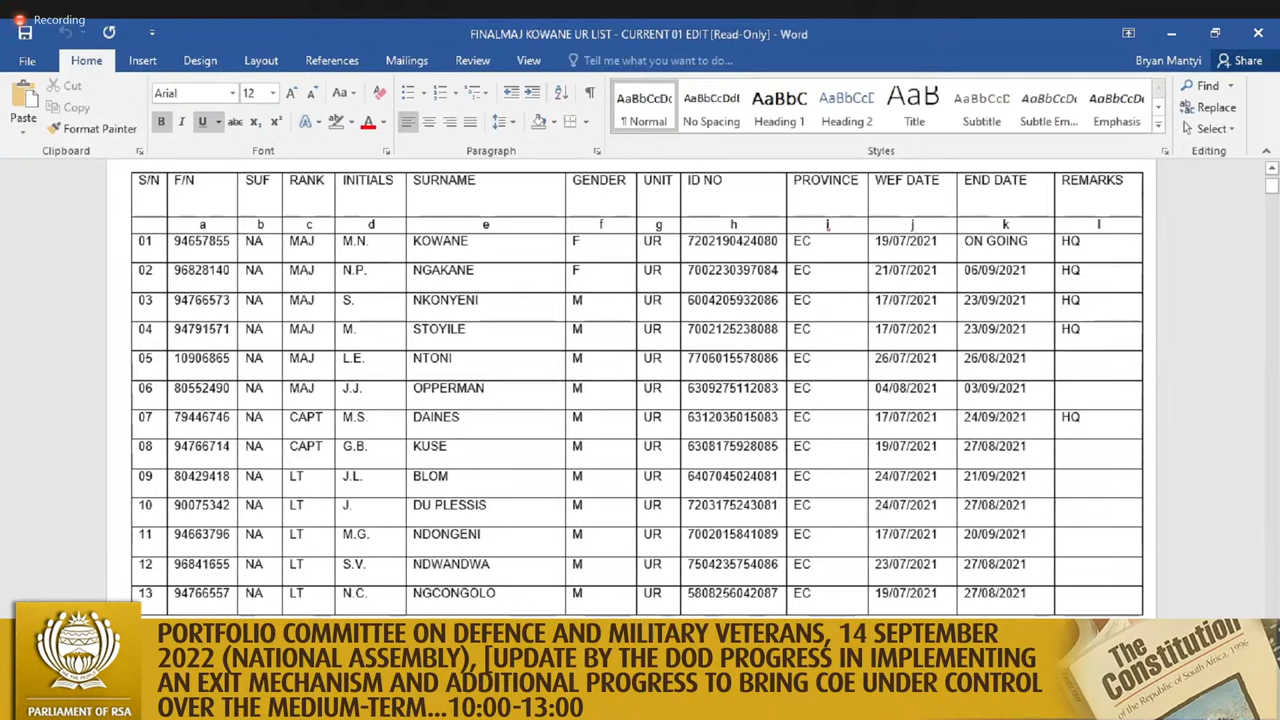 Recording
FINALMAJ KOWANE UR LIST - CURRENT 01 EDIT [Read-Only] - Word
File Home Insert Design Layout References Mailings Review View Tell me what you want to do... Bryan Mantyi Share
Cut
Copy
Paste
Format Painter
Clipboard
Arial 12
Font
Paragraph
AaBbCcDc AaBbCcDdI AaBbC AaBbCcD AaB AaBbCcDc AaBbCcDc AaBbCcDc
¶ Normal No Spacing Heading 1 Heading 2 Title Subtitle Subtle Em... Emphasis
Styles
Find
Replace
Select
Editing
S/N F/N SUF RANK INITIALS SURNAME GENDER UNIT ID NO PROVINCE WEF DATE END DATE REMARKS
a b c d e f g h i j k l
01 94657855 NA MAJ M.N. KOWANE F UR 7202190424080 EC 19/07/2021 ON GOING HQ
02 96828140 NA MAJ N.P. NGAKANE F UR 7002230397084 EC 21/07/2021 06/09/2021 HQ
03 94766573 NA MAJ S. NKONYENI M UR 6004205932086 EC 17/07/2021 23/09/2021 HQ
04 94791571 NA MAJ M. STOYILE M UR 7002125238088 EC 17/07/2021 23/09/2021 HQ
05 10906865 NA MAJ L.E. NTONI M UR 7706015578086 EC 26/07/2021 26/08/2021
06 80552490 NA MAJ J.J. OPPERMAN M UR 6309275112083 EC 04/08/2021 03/09/2021
07 79446746 NA CAPT M.S. DAINES M UR 6312035015083 EC 17/07/2021 24/09/2021 HQ
08 94766714 NA CAPT G.B. KUSE M UR 6308175928085 EC 19/07/2021 27/08/2021
09 80429418 NA LT J.L. BLOM M UR 6407045024081 EC 24/07/2021 21/09/2021
10 90075342 NA LT J. DU PLESSIS M UR 7203175243081 EC 24/07/2021 27/08/2021
11 94663796 NA LT M.G. NDONGENI M UR 7002015841089 EC 17/07/2021 20/09/2021
12 96841655 NA LT S.V. NDWANDWA M UR 7504235754086 EC 23/07/2021 27/08/2021
13 94766557 NA LT N.C. NGCONGOLO M UR 5808256042087 EC 19/07/2021 27/08/2021
PORTFOLIO COMMITTEE ON DEFENCE AND MILITARY VETERANS, 14 SEPTEMBER
2022 (NATIONAL ASSEMBLY), [UPDATE BY THE DOD PROGRESS IN IMPLEMENTING
AN EXIT MECHANISM AND ADDITIONAL PROGRESS TO BRING COE UNDER CONTROL
OVER THE MEDIUM-TERM...10:00-13:00
PARLIAMENT OF RSA
The
Constitution
of the Republic of South Africa, 1996